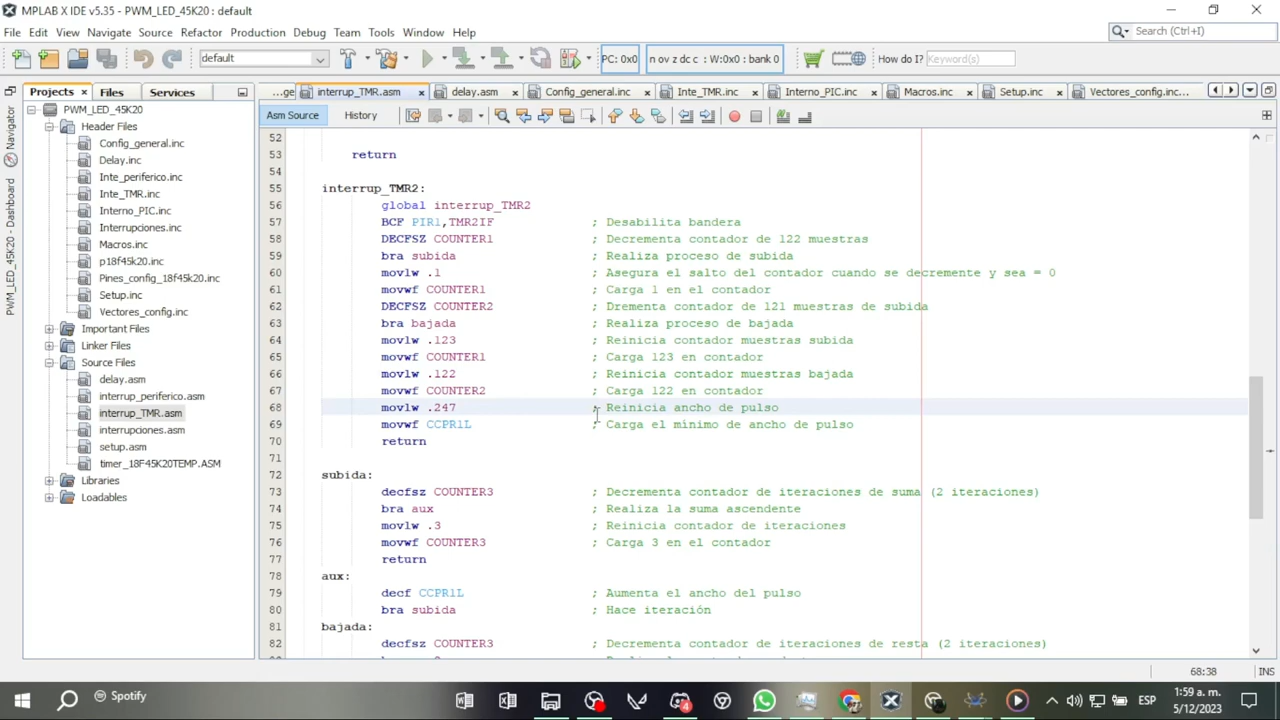 MPLAB X IDE v5.35 - PWM_LED_45K20 : default
File Edit View Navigate Source Refactor Production Debug Team Tools Window Help
Search (Ctrl+I)
default
PC: 0x0
n ov z dc c : W:0x0 : bank 0
How do I? Keyword(s)
Projects Files Services
...ge interrup_TMR.asm delay.asm Config_general.inc Inte_TMR.inc Interno_PIC.inc Macros.inc Setup.inc Vectores_config.inc...
Asm Source History
Navigator
PWM_LED_45K20 - Dashboard
PWM_LED_45K20
Header Files
Config_general.inc
Delay.inc
Inte_periferico.inc
Inte_TMR.inc
Interno_PIC.inc
Interrupciones.inc
Macros.inc
p18f45k20.inc
Pines_config_18f45k20.inc
Setup.inc
Vectores_config.inc
Important Files
Linker Files
Source Files
delay.asm
interrup_periferico.asm
interrup_TMR.asm
interrupciones.asm
setup.asm
timer_18F45K20TEMP.ASM
Libraries
Loadables
52
53 return
54
55 interrup_TMR2:
56 global interrup_TMR2
57 BCF PIR1,TMR2IF ; Desabilita bandera
58 DECFSZ COUNTER1 ; Decrementa contador de 122 muestras
59 bra subida ; Realiza proceso de subida
60 movlw .1 ; Asegura el salto del contador cuando se decremente y sea = 0
61 movwf COUNTER1 ; Carga 1 en el contador
62 DECFSZ COUNTER2 ; Drementa contador de 121 muestras de subida
63 bra bajada ; Realiza proceso de bajada
64 movlw .123 ; Reinicia contador muestras subida
65 movwf COUNTER1 ; Carga 123 en contador
66 movlw .122 ; Reinicia contador muestras bajada
67 movwf COUNTER2 ; Carga 122 en contador
68 movlw .247 ; Reinicia ancho de pulso
69 movwf CCPR1L ; Carga el mínimo de ancho de pulso
70 return
71
72 subida:
73 decfsz COUNTER3 ; Decrementa contador de iteraciones de suma (2 iteraciones)
74 bra aux ; Realiza la suma ascendente
75 movlw .3 ; Reinicia contador de iteraciones
76 movwf COUNTER3 ; Carga 3 en el contador
77 return
78 aux:
79 decf CCPR1L ; Aumenta el ancho del pulso
80 bra subida ; Hace iteración
81 bajada:
82 decfsz COUNTER3 ; Decrementa contador de iteraciones de resta (2 iteraciones)
68:38 INS
Spotify
4
ESP
1:59 a. m.
5/12/2023